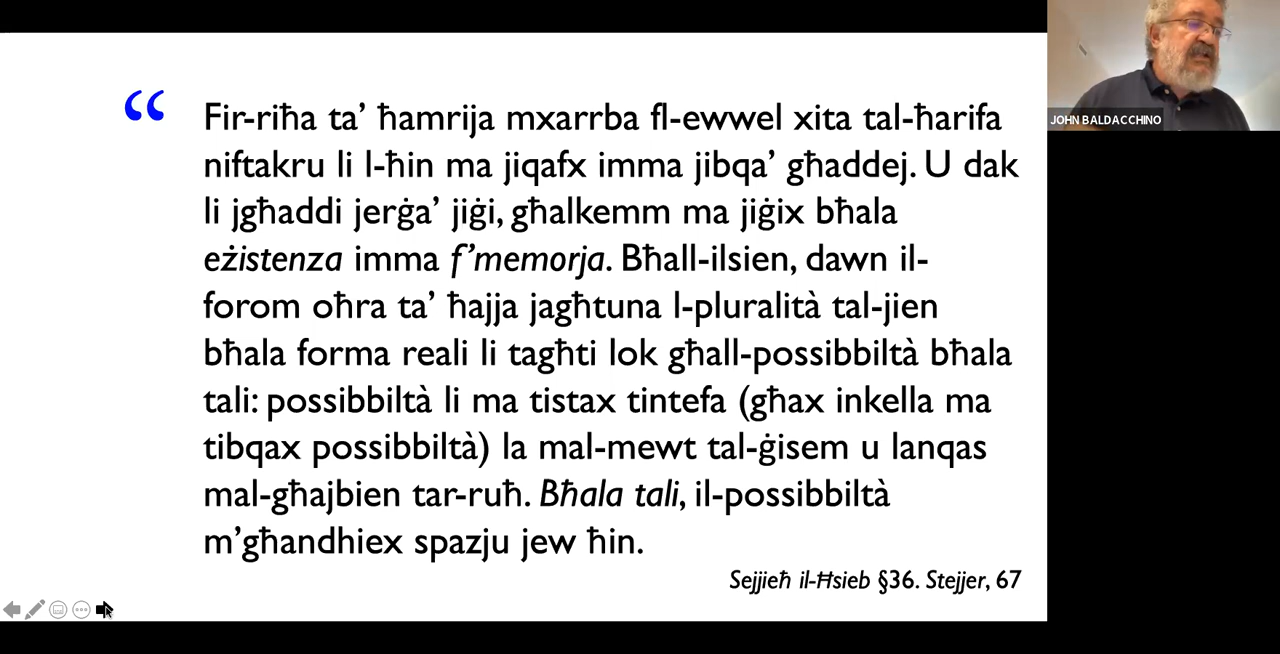 “
Fir-riħa ta’ ħamrija mxarrba fl-ewwel xita tal-ħarifa
niftakru li l-ħin ma jiqafx imma jibqa’ għaddej. U dak
li jgħaddi jerġa’ jiġi, għalkemm ma jiġix bħala
eżistenza imma f’memorja. Bħall-ilsien, dawn il-
forom oħra ta’ ħajja jagħtuna l-pluralità tal-jien
bħala forma reali li tagħti lok għall-possibbiltà bħala
tali: possibbiltà li ma tistax tintefa (għax inkella ma
tibqax possibbiltà) la mal-mewt tal-ġisem u lanqas
mal-għajbien tar-ruħ. Bħala tali, il-possibbiltà
m’għandhiex spazju jew ħin.
Sejjieħ il-Ħsieb §36. Stejjer, 67
JOHN BALDACCHINO